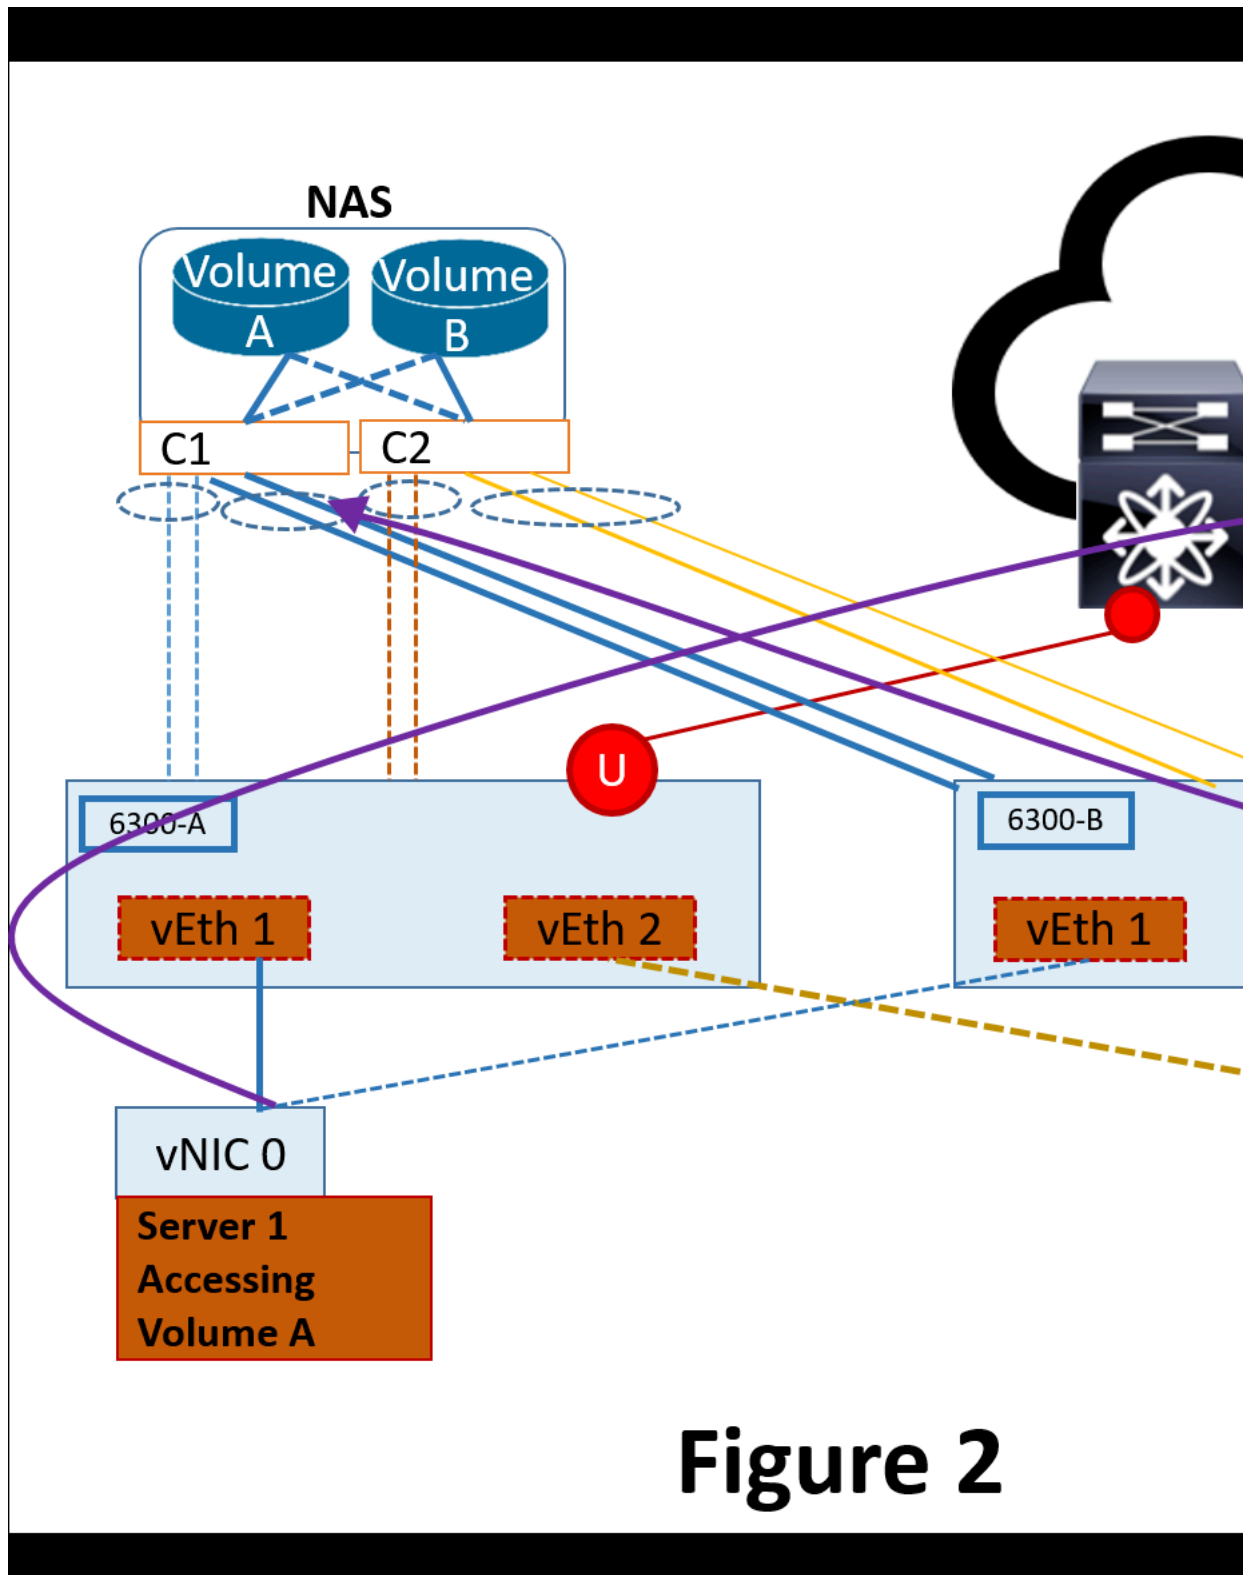 NAS
Volume
A
Volume
B
C1
C2
U
6300-A
6300-B
vEth 1
vEth 2
vEth 1
vNIC 0
Server 1
Accessing
Volume A
Figure 2